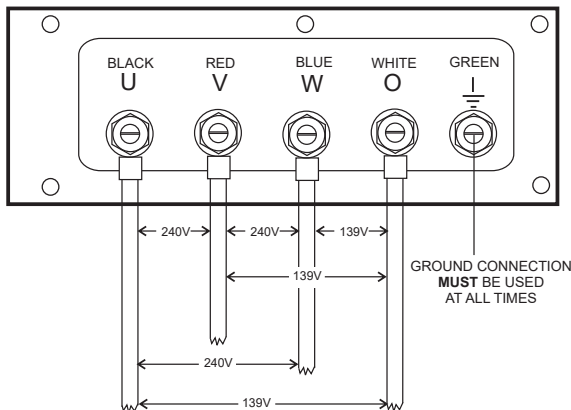 BLACK RED BLUE WHITE GREEN
U V W O
240V 240V 139V
139V
GROUND CONNECTION
MUST BE USED
AT ALL TIMES
240V
139V